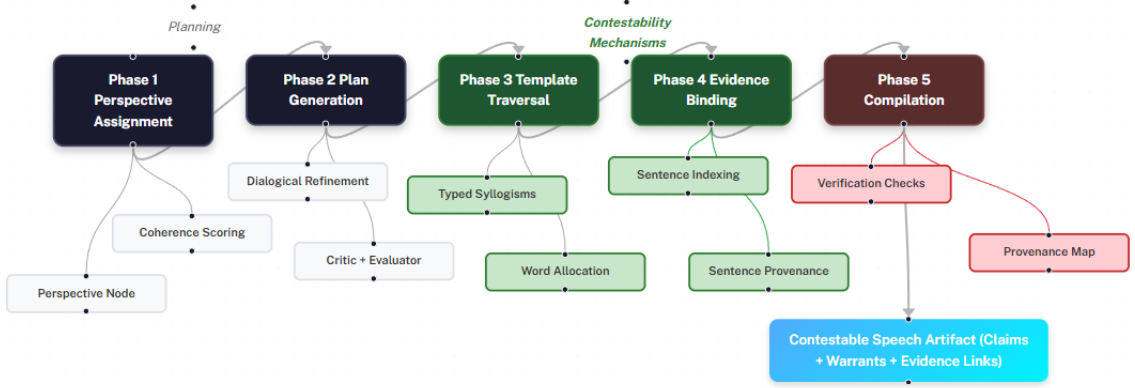 Planning
Contestability
Mechanisms
Phase 1
Perspective
Assignment
Phase 2 Plan
Generation
Phase 3 Template
Traversal
Phase 4 Evidence
Binding
Phase 5
Compilation
Dialogical Refinement
Sentence Indexing
Verification Checks
Typed Syllogisms
Coherence Scoring
Critic + Evaluator
Word Allocation
Sentence Provenance
Provenance Map
Perspective Node
Contestable Speech Artifact (Claims
+ Warrants + Evidence Links)